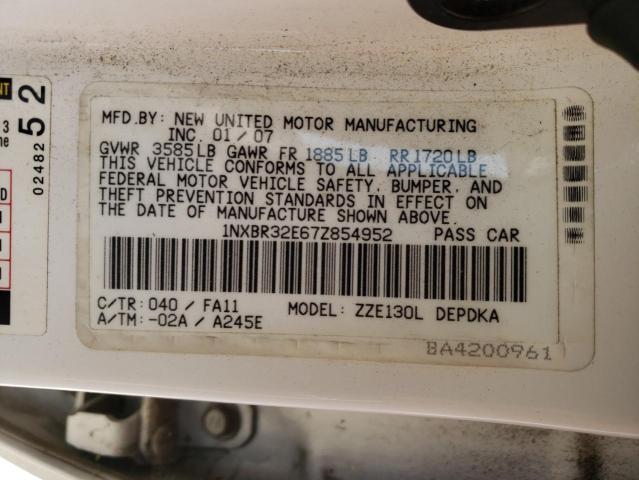 MFD.BY: NEW UNITED MOTOR MANUFACTURING
INC. 01/07
GVWR 3585LB GAWR FR 1885LB RR1720LB
THIS VEHICLE CONFORMS TO ALL APPLICABLE
FEDERAL MOTOR VEHICLE SAFETY, BUMPER, AND
THEFT PREVENTION STANDARDS IN EFFECT ON
THE DATE OF MANUFACTURE SHOWN ABOVE.
1NXBR32E67Z854952 PASS CAR
C/TR: 040 / FA11 MODEL: ZZE130L DEPDKA
A/TM: -02A / A245E
BA4200961
02482 52